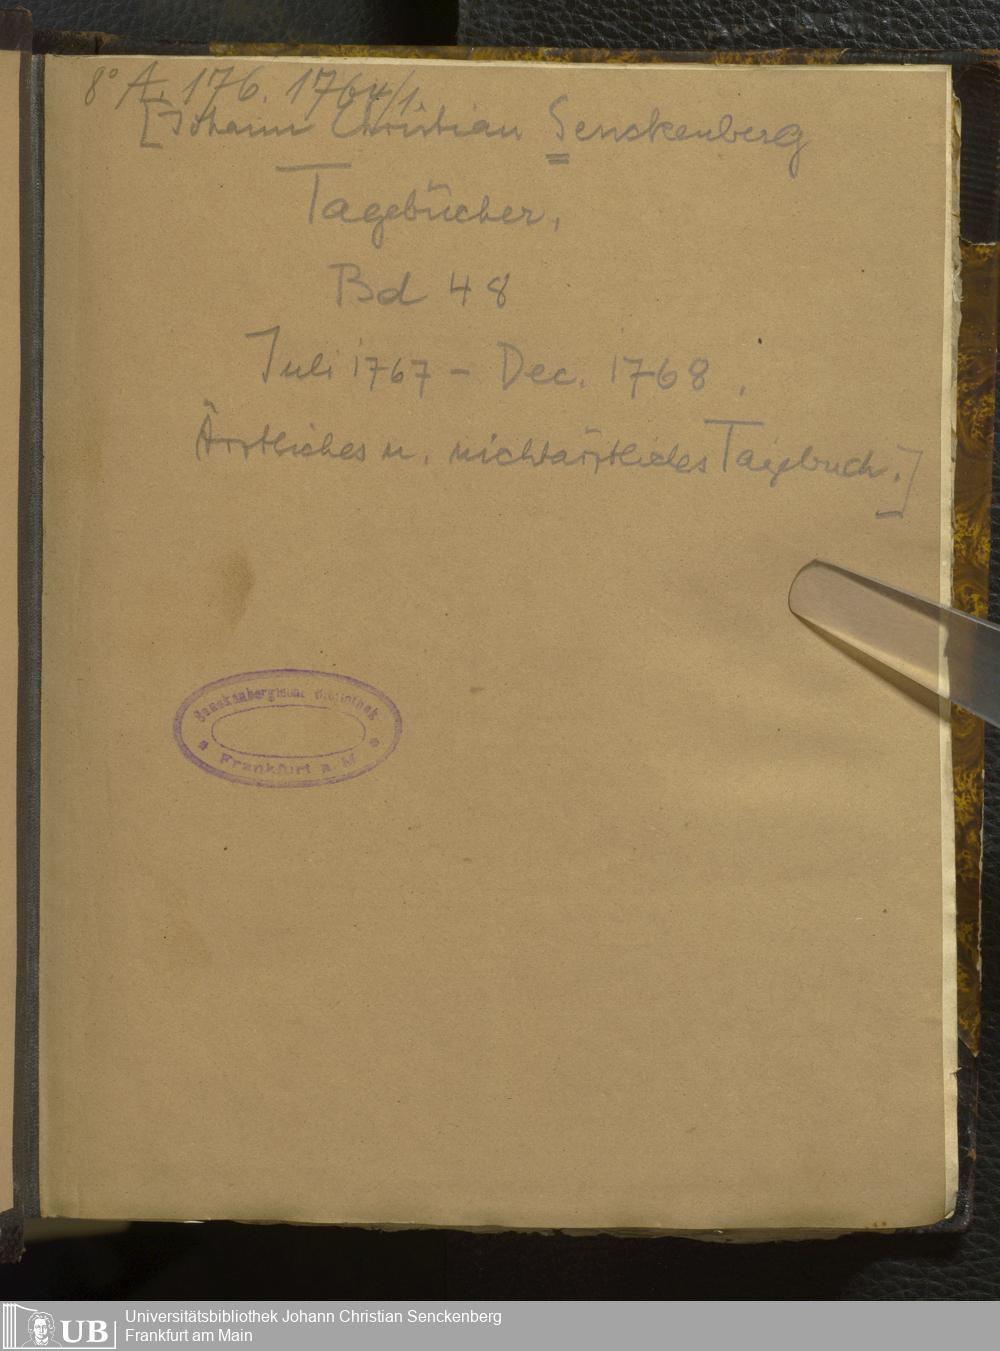 8° A. 176. 1764/1.
[Johann Christian Senckenberg
Tagebücher,
Bd 48
Juli 1767 - Dec. 1768.
Ärztliches u. nichtärztliches Tagebuch.]
Senckenbergische Bibliothek
Frankfurt a. M
UB
Universitätsbibliothek Johann Christian Senckenberg
Frankfurt am Main